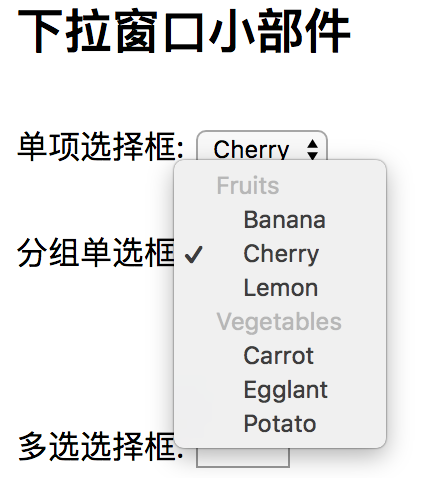 下拉窗口小部件
单项选择框: Cherry
Fruits
Banana
分组单选框 ✓ Cherry
Lemon
Vegetables
Carrot
Egglant
Potato
多选选择框: